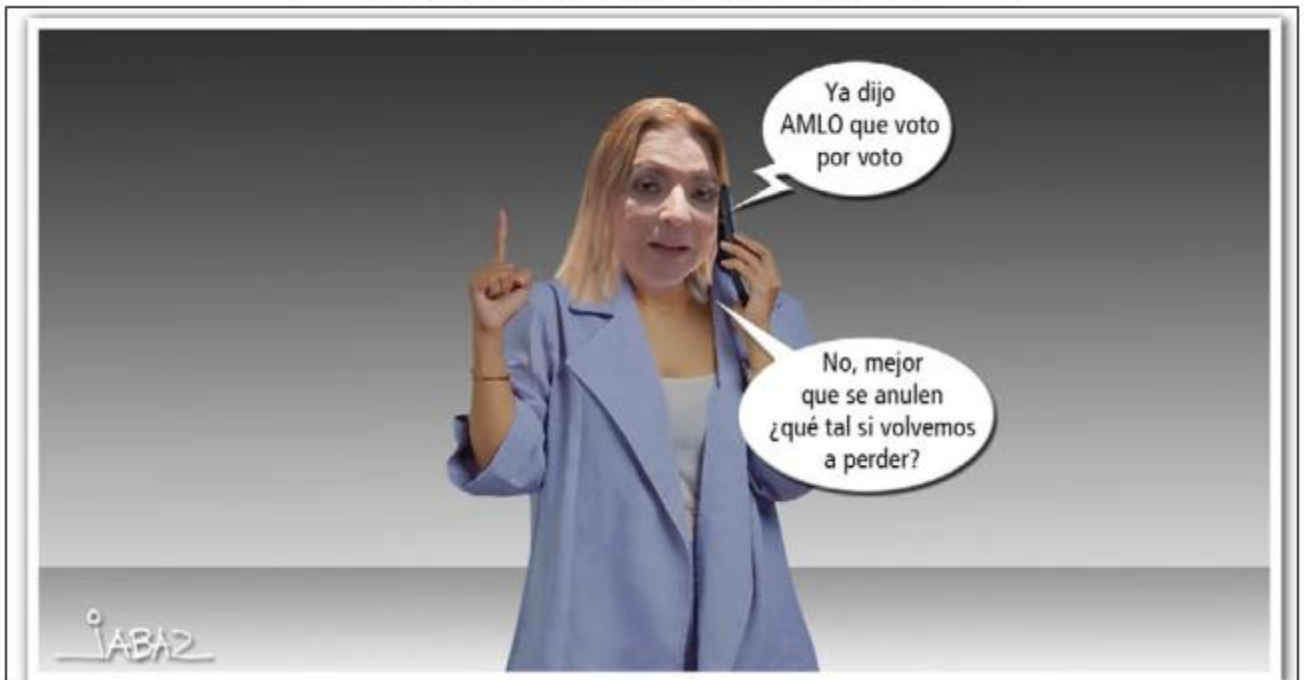 Ya dijo
AMLO que voto
por voto
No, mejor
que se anulen
¿qué tal si volvemos
a perder?
JABAZ